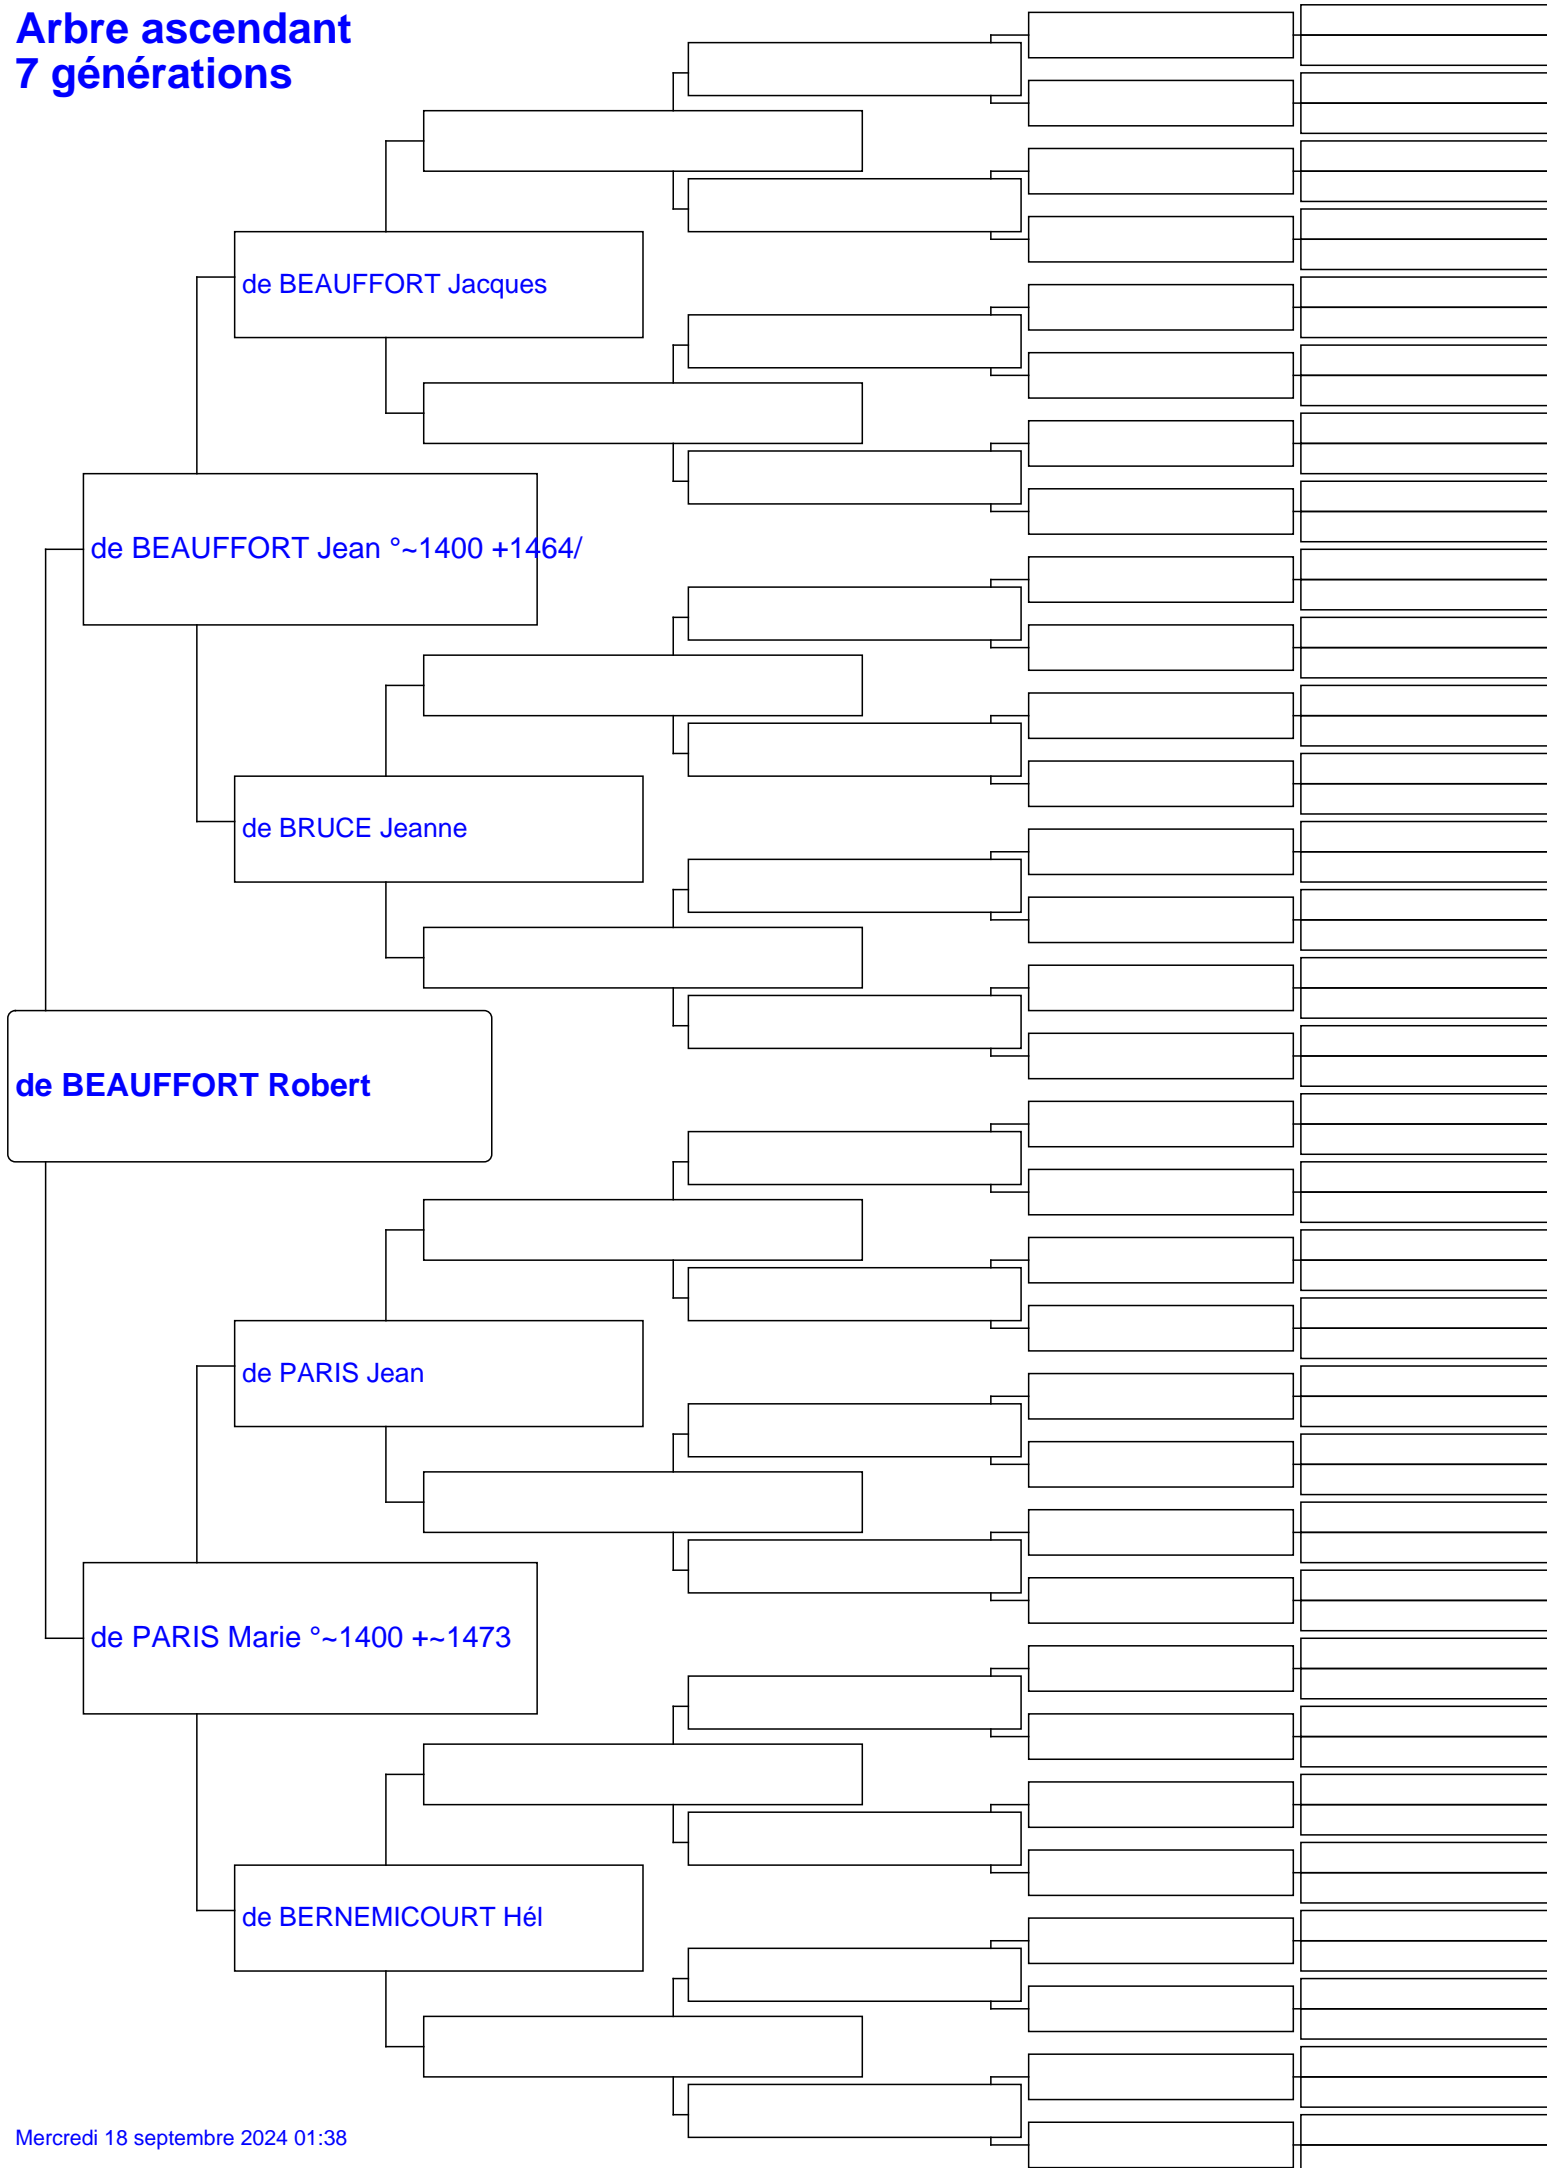 Arbre ascendant
7 générations
de BEAUFFORT Jacques
de BEAUFFORT Jean °~1400 +1464/
de BRUCE Jeanne
de BEAUFFORT Robert
de PARIS Jean
de PARIS Marie °~1400 +~1473
de BERNEMICOURT Hél
Mercredi 18 septembre 2024 01:38